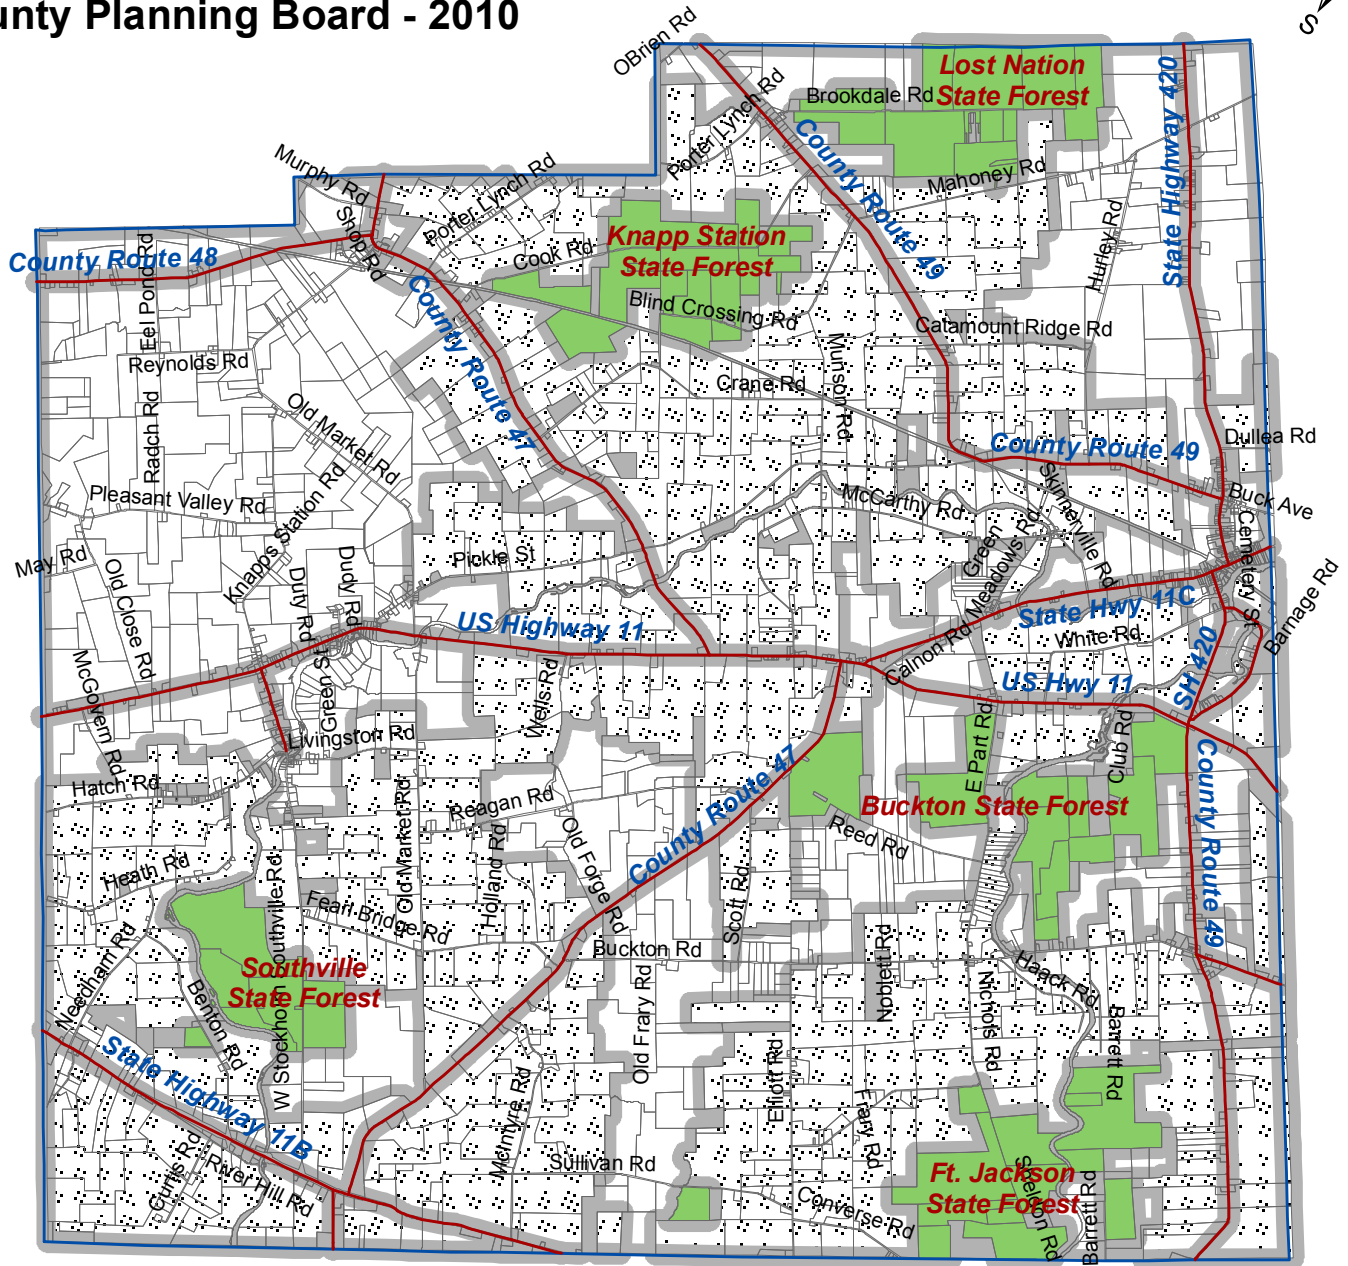 unty Planning Board - 2010
S
OBrien Rd
Lost Nation
State Forest
Brookdale Rd
Porter Lynch Rd
County Route 49
State Highway 420
Mahoney Rd
Murphy Rd
Shop Rd
Porter Lynch Rd
Cook Rd
Knapp Station
State Forest
Hurley Rd
County Route 48
Eel Pond Rd
County Route 47
Blind Crossing Rd
Catamount Ridge Rd
Reynolds Rd
Munson Rd
Crane Rd
Radch Rd
Old Market Rd
Dullea Rd
County Route 49
Knapps Station Rd
Skinnerville Rd
Pleasant Valley Rd
McCarthy Rd
Buck Ave
Cemetery St
Green
Meadows Rd
Pickle St
May Rd
Old Close Rd
Dudy Rd
Duty Rd
Barnage Rd
State Hwy 11C
US Highway 11
White Rd
Calnon Rd
SH 420
McGovern Rd
Green St
Wells Rd
US Hwy 11
Livingston Rd
E Part Rd
Club Rd
Hatch Rd
County Route 47
County Route 49
Old Market Rd
Reagan Rd
Buckton State Forest
Holland Rd
Old Forge Rd
Reed Rd
Heath Rd
W Stockholm Southville Rd
Scott Rd
Fearl Bridge Rd
Buckton Rd
Needham Rd
Noblett Rd
Southville
State Forest
Old Frary Rd
Nichols Rd
Haack Rd
Benton Rd
Barrett Rd
State Highway 11B
Elliott Rd
McIntyre Rd
Frary Rd
Curtis Rd
River Hill Rd
Sullivan Rd
Ft. Jackson
State Forest
Skelton Rd
Converse Rd
Barrett Rd